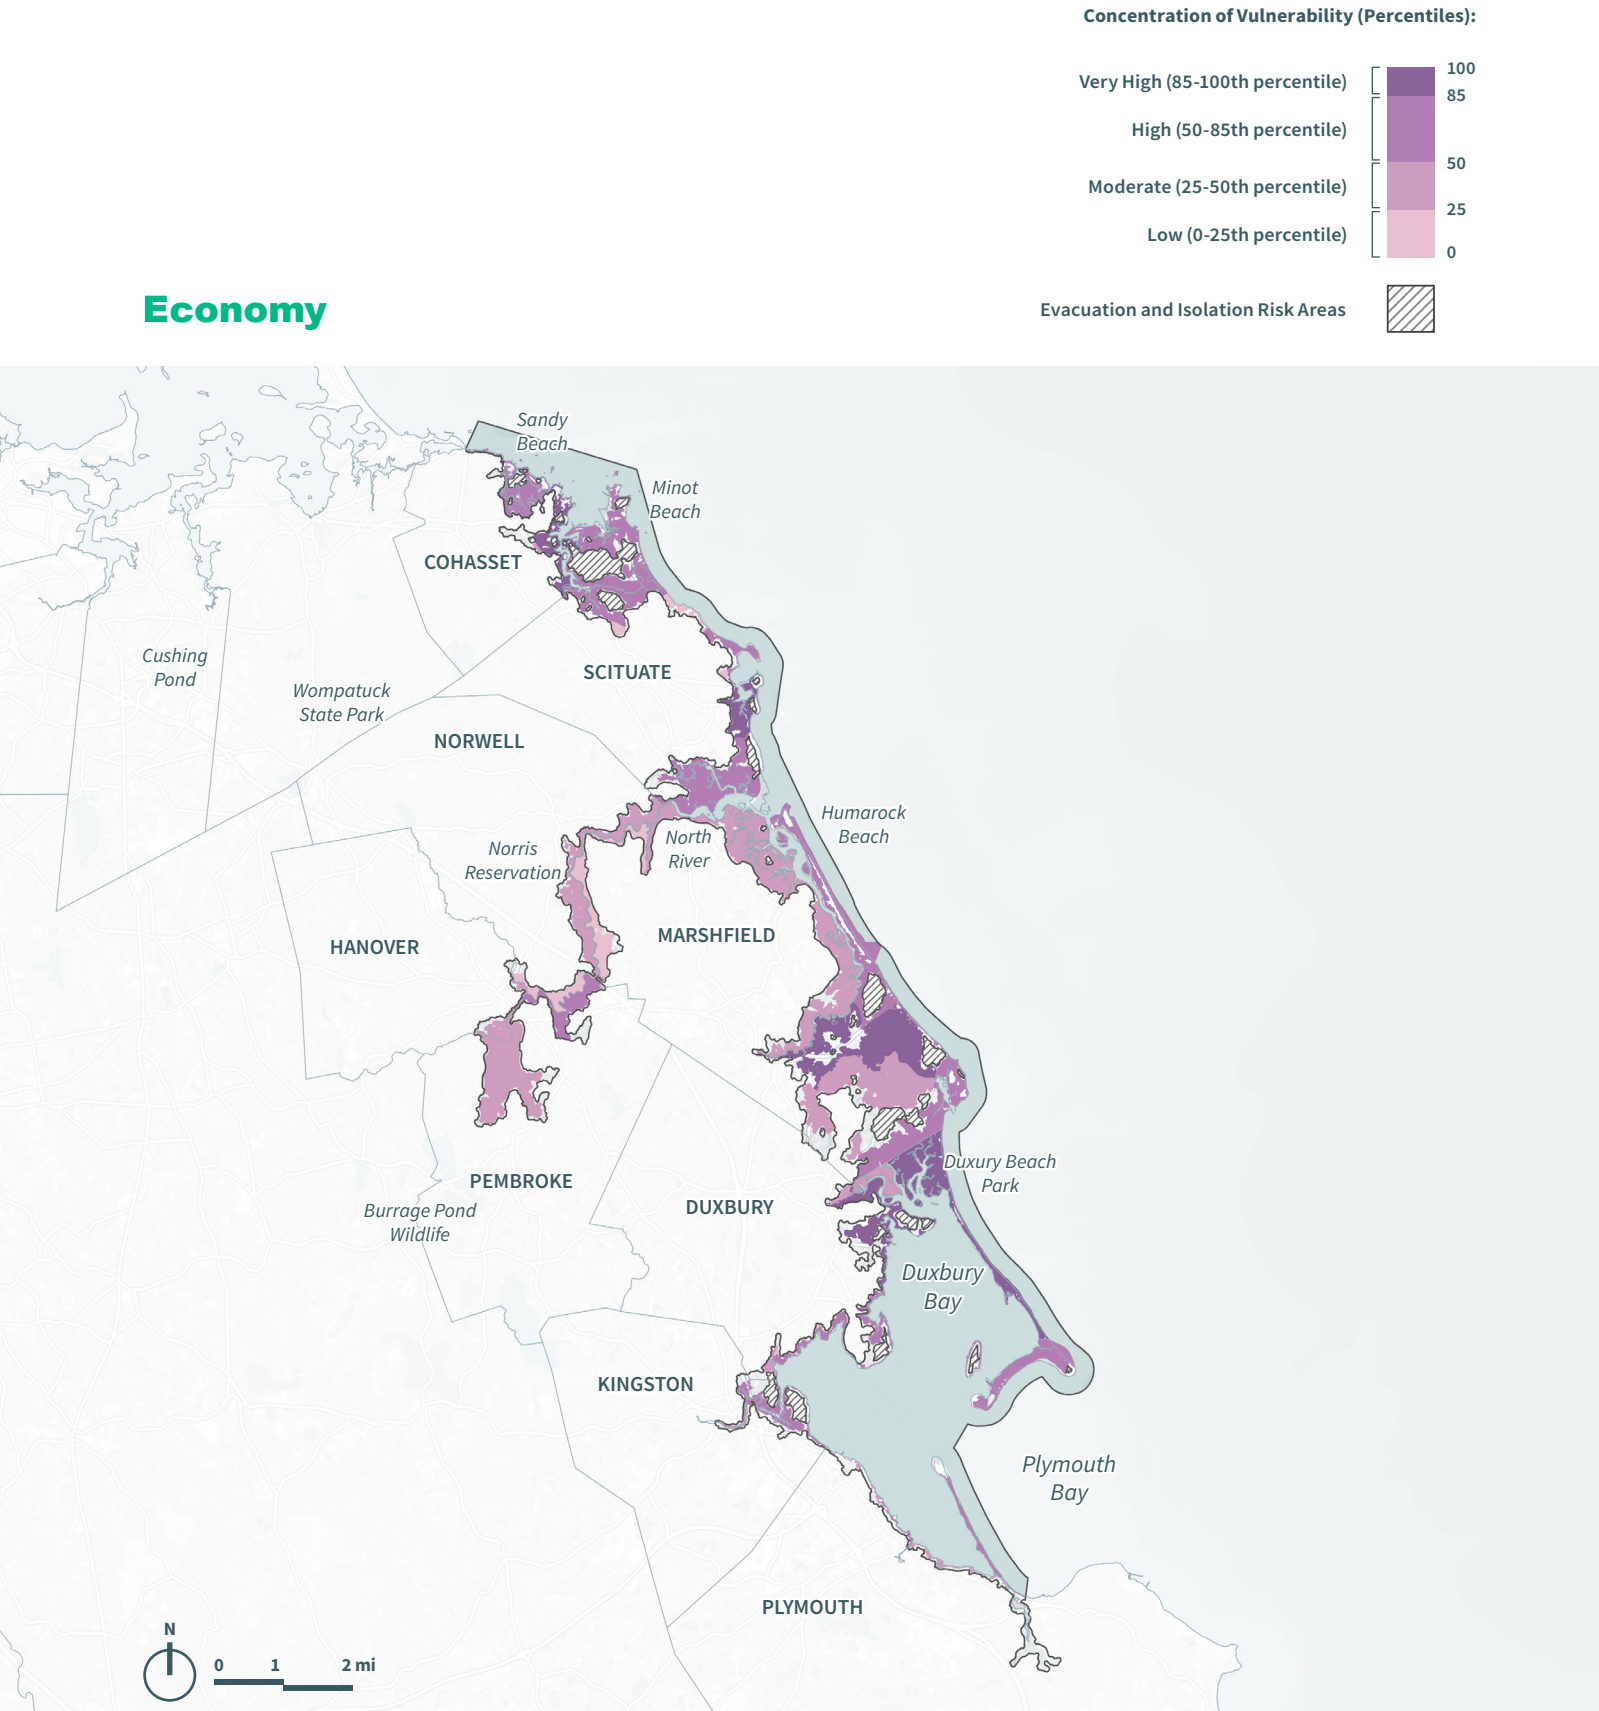 Concentration of Vulnerability (Percentiles):
Very High (85-100th percentile)
100
85
High (50-85th percentile)
50
Moderate (25-50th percentile)
25
Low (0-25th percentile)
0
Economy
Evacuation and Isolation Risk Areas
Sandy
Beach
Minot
Beach
COHASSET
Cushing
Pond
SCITUATE
Wompatuck
State Park
NORWELL
Humarock
Beach
North
River
Norris
Reservation
MARSHFIELD
HANOVER
Duxury Beach
Park
PEMBROKE
DUXBURY
Burrage Pond
Wildlife
Duxbury
Bay
KINGSTON
Plymouth
Bay
PLYMOUTH
N
0 1 2 mi